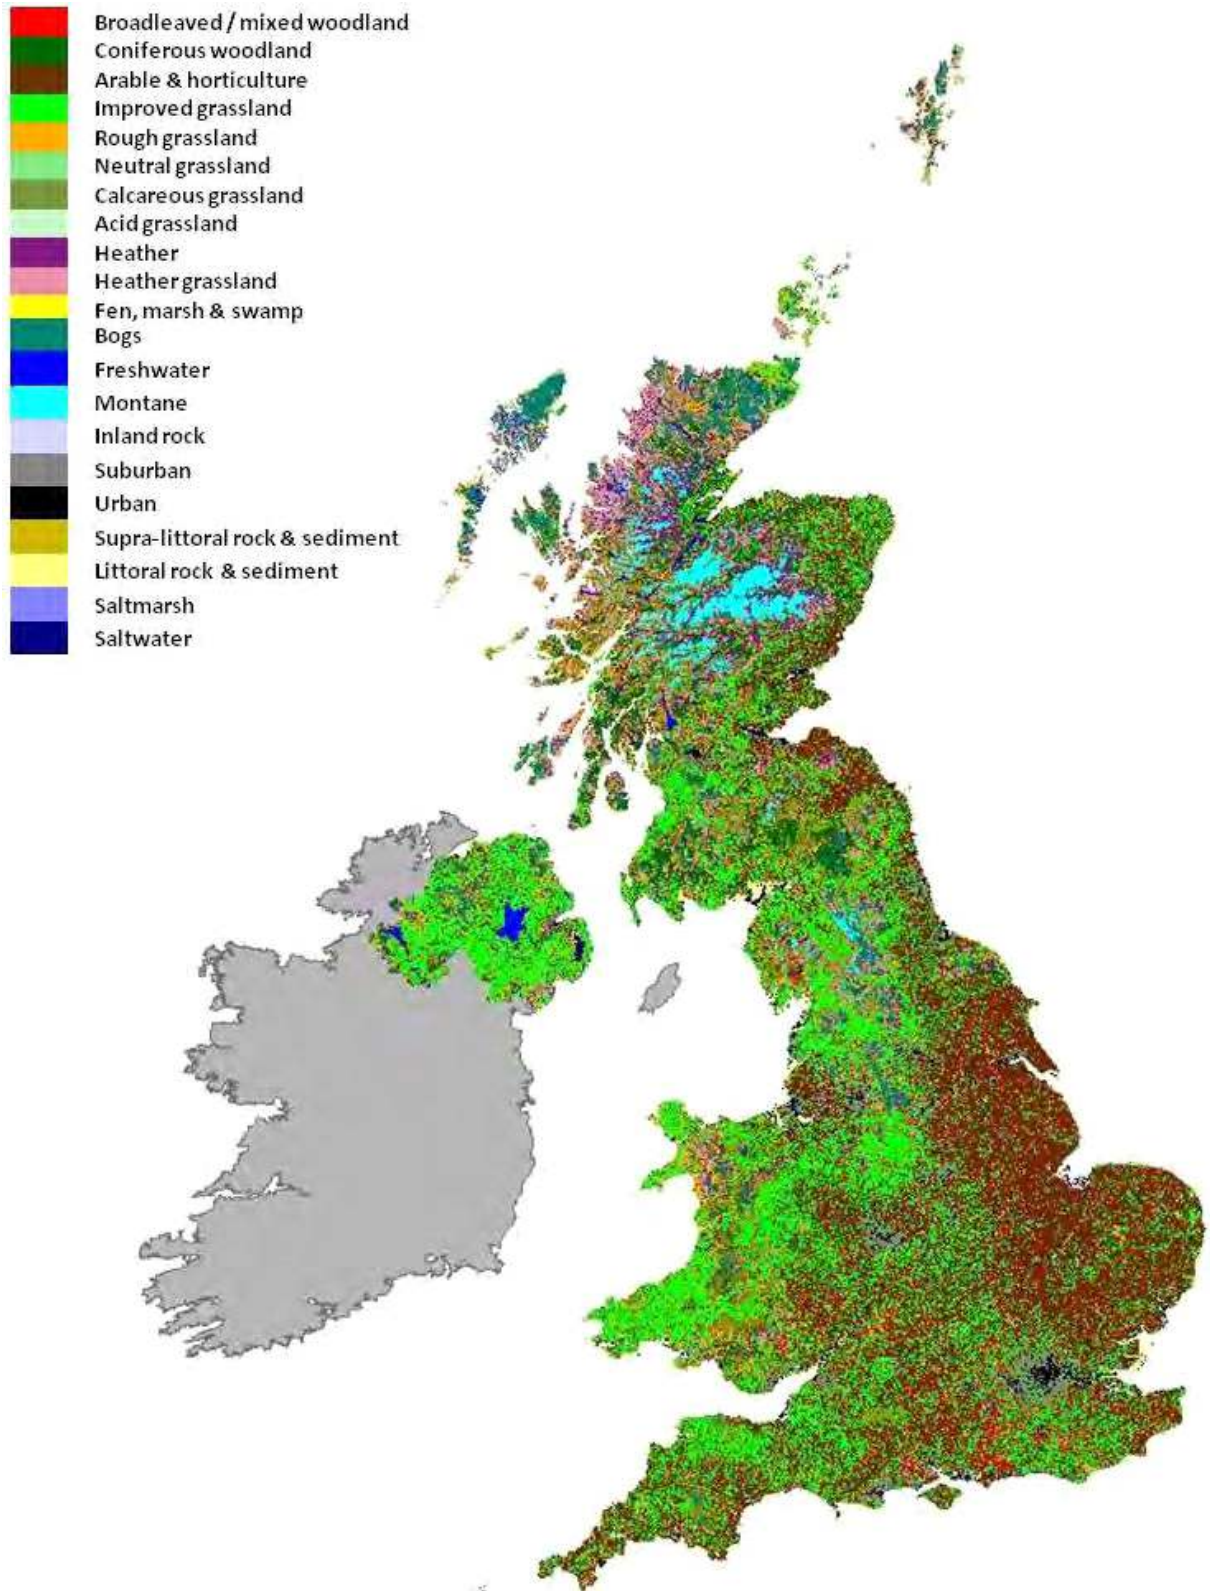 Broadleaved / mixed woodland
Coniferous woodland
Arable & horticulture
Improved grassland
Rough grassland
Neutral grassland
Calcareous grassland
Acid grassland
Heather
Heather grassland
Fen, marsh & swamp
Bogs
Freshwater
Montane
Inland rock
Suburban
Urban
Supra-littoral rock & sediment
Littoral rock & sediment
Saltmarsh
Saltwater